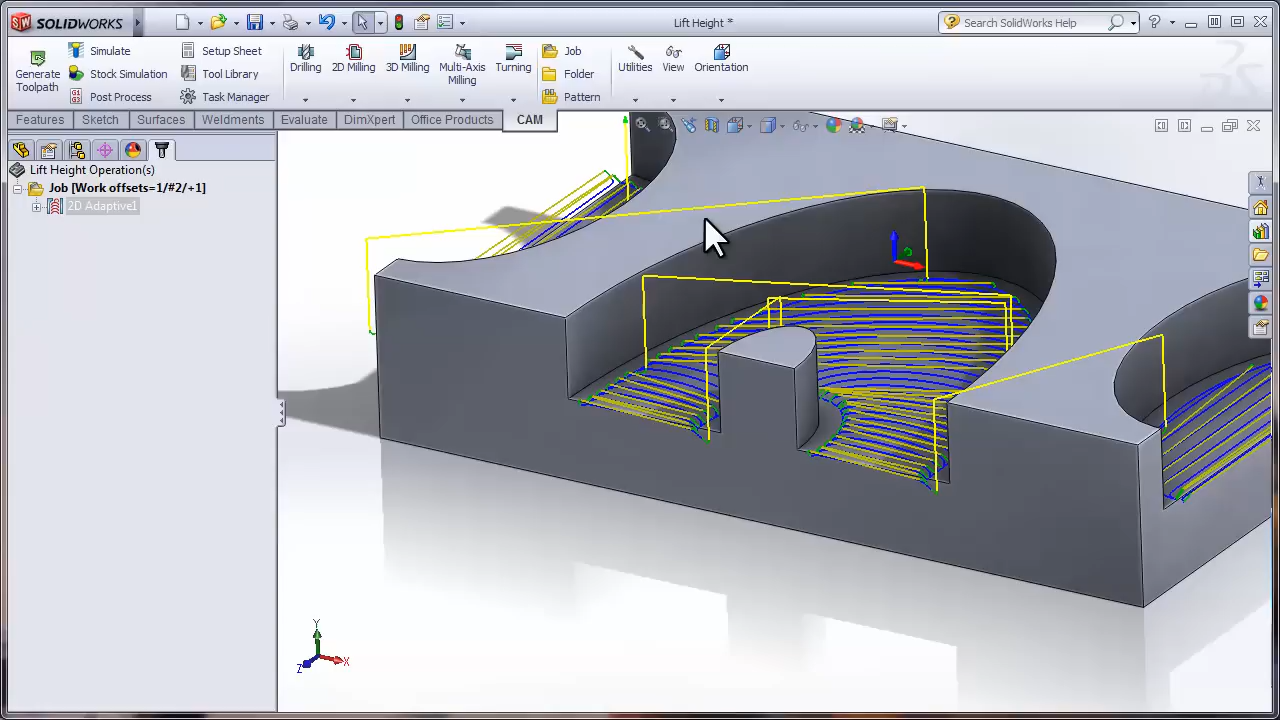 SOLIDWORKS
Lift Height *
Search SolidWorks Help
Generate Toolpath
Simulate
Stock Simulation
G1
G3
Post Process
Setup Sheet
Tool Library
Task Manager
Drilling
2D Milling
3D Milling
Multi-Axis Milling
Turning
Job
Folder
Pattern
Utilities
View
Orientation
Features
Sketch
Surfaces
Weldments
Evaluate
DimXpert
Office Products
CAM
Lift Height Operation(s)
Job [Work offsets=1/#2/+1]
2D Adaptive1
Y
Z
X